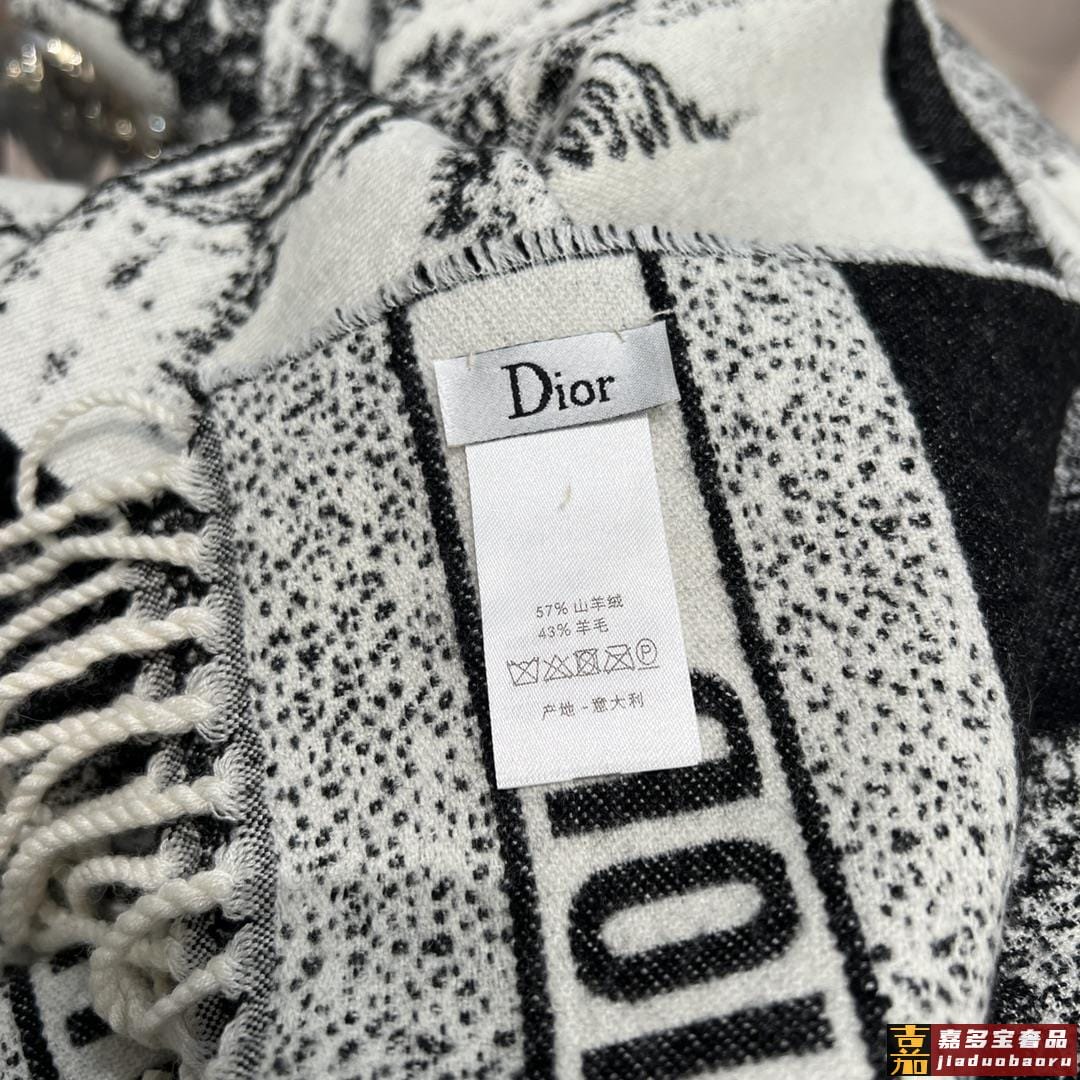 Dior
57% 山羊绒
43% 羊毛
P
产地 - 意大利
嘉 嘉多宝奢品
jiaduobaoru